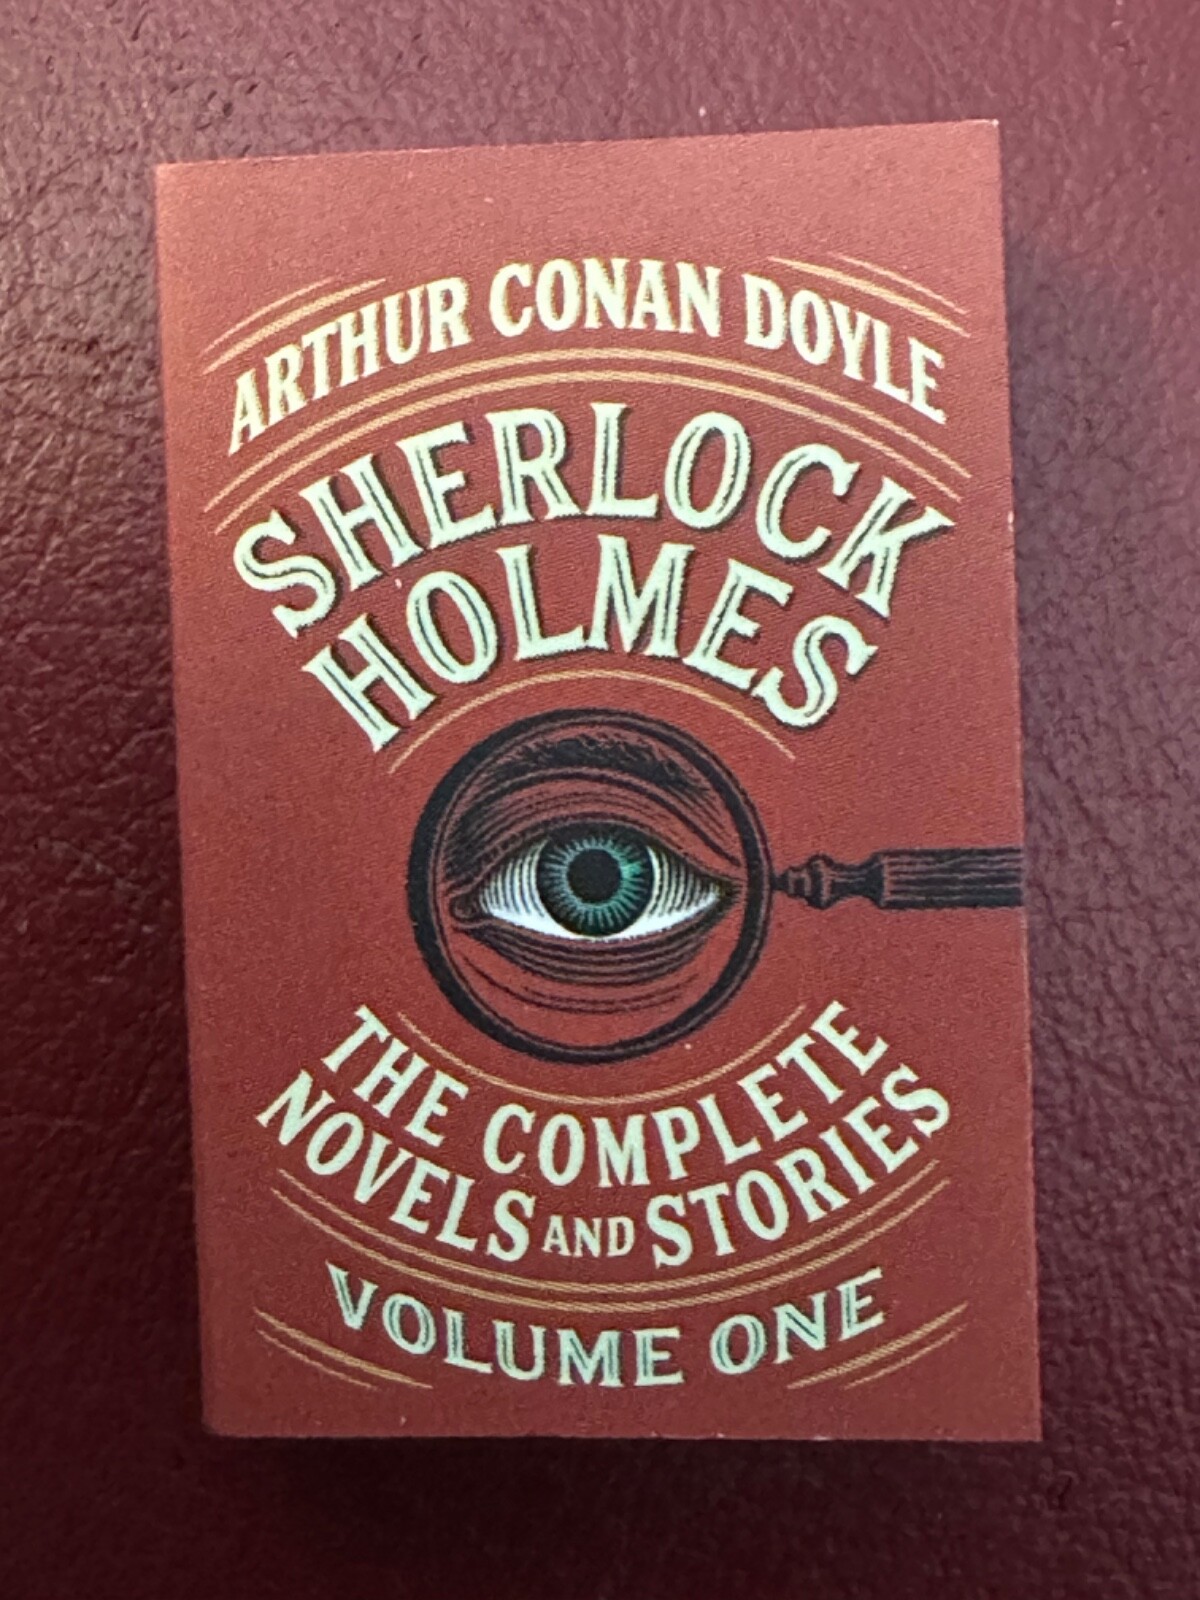 ARTHUR CONAN DOYLE
SHERLOCK
HOLMES
THE COMPLETE
NOVELS AND STORIES
VOLUME ONE